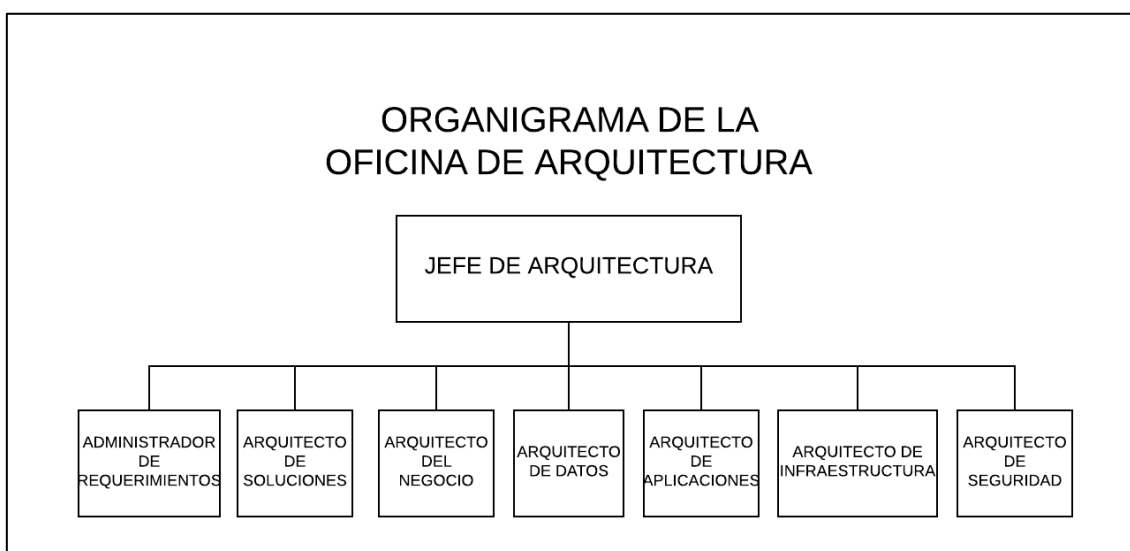 ORGANIGRAMA DE LA
OFICINA DE ARQUITECTURA
JEFE DE ARQUITECTURA
ADMINISTRADOR
DE
REQUERIMIENTOS
ARQUITECTO
DE
SOLUCIONES
ARQUITECTO
DEL
NEGOCIO
ARQUITECTO
DE DATOS
ARQUITECTO
DE
APLICACIONES
ARQUITECTO DE
INFRAESTRUCTURA
ARQUITECTO
DE
SEGURIDAD